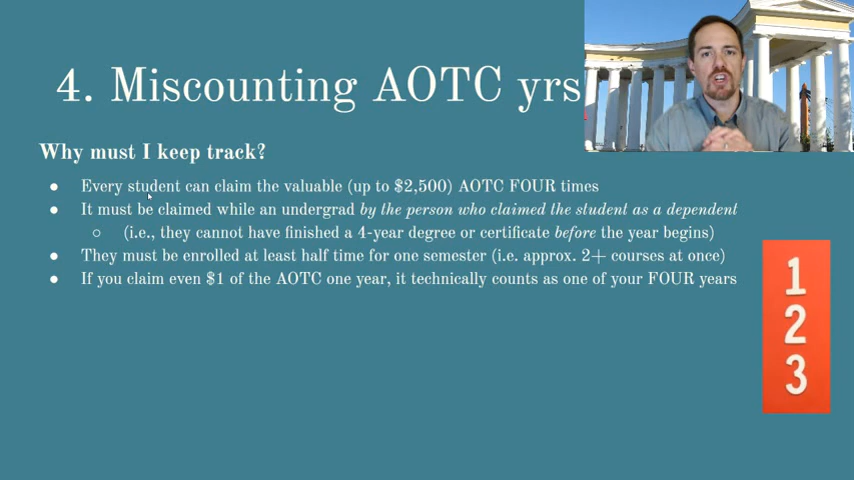 4. Miscounting AOTC yrs
Why must I keep track?
● Every student can claim the valuable (up to $2,500) AOTC FOUR times
● It must be claimed while an undergrad by the person who claimed the student as a dependent
○ (i.e., they cannot have finished a 4-year degree or certificate before the year begins)
● They must be enrolled at least half time for one semester (i.e. approx. 2+ courses at once)
● If you claim even $1 of the AOTC one year, it technically counts as one of your FOUR years
1
2
3